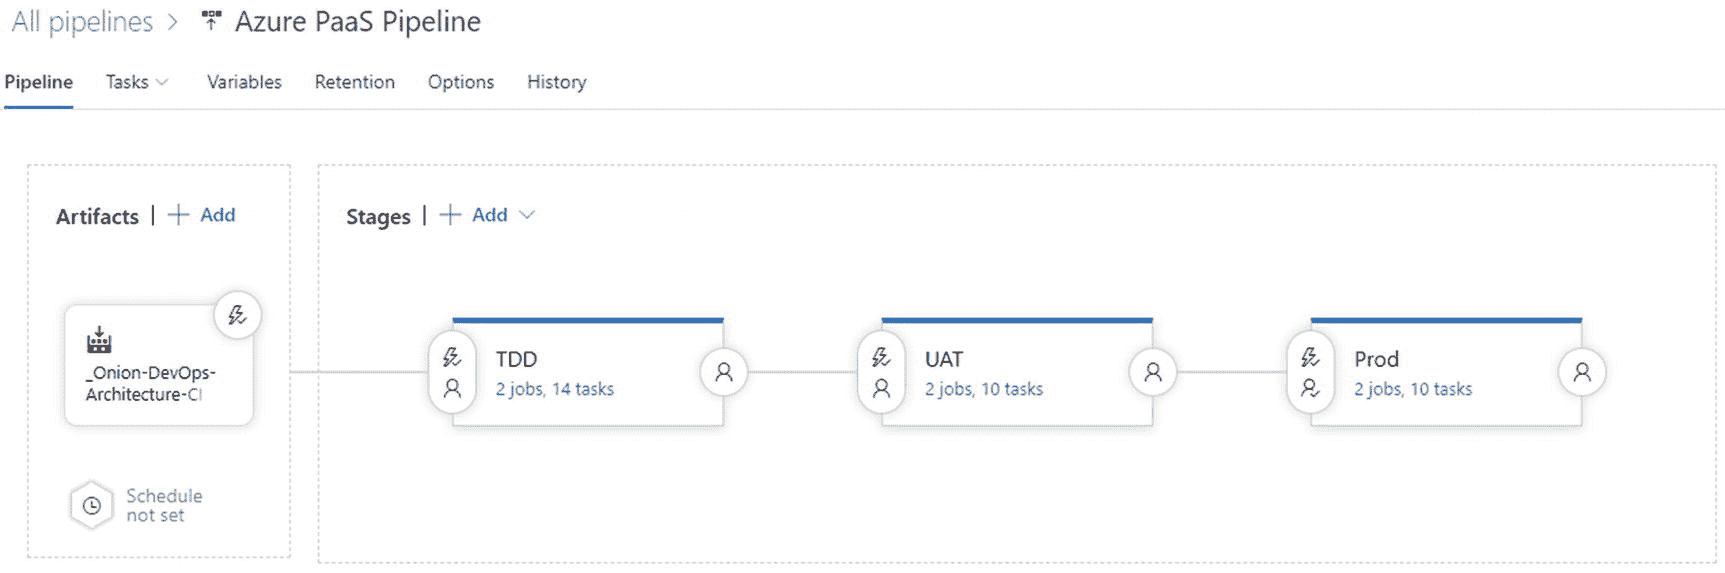 All pipelines > Azure PaaS Pipeline
Pipeline Tasks Variables Retention Options History
Artifacts | + Add
Stages | + Add
_Onion-DevOps-
Architecture-CI
Schedule
not set
TDD
2 jobs, 14 tasks
UAT
2 jobs, 10 tasks
Prod
2 jobs, 10 tasks